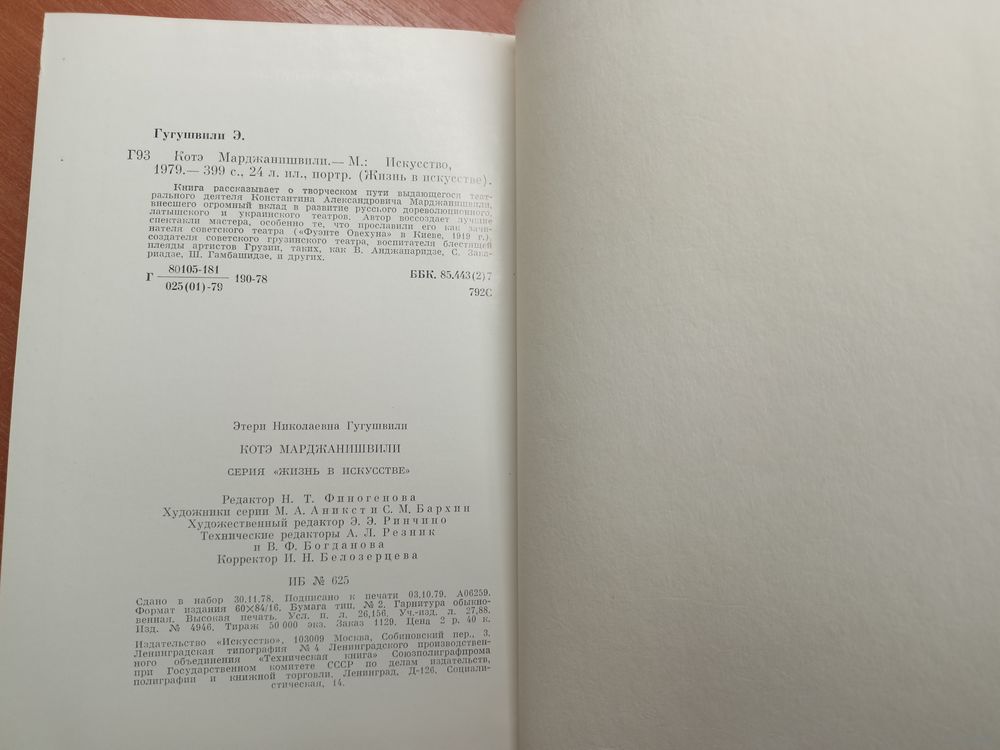 Гугушвили Э.
Г93 Котэ Марджанишвили.— М.: Искусство,
1979.— 399 с., 24 л. ил., портр. (Жизнь в искусстве).
Книга рассказывает о творческом пути выдающегося теат-
рального деятеля Константина Александровича Марджанишвили,
внесшего огромный вклад в развитие русского дореволюционного,
латышского и украинского театров. Автор воссоздает лучшие
спектакли мастера, особенно те, что прославили его как зачи-
нателя советского театра («Фуэнте Овехуна» в Киеве, 1919 г.),
создателя советского грузинского театра, воспитателя блестящей
плеяды артистов Грузии, таких, как В. Анджапаридзе, С. Зака-
риадзе, Ш. Гамбашидзе, и других.
Г 80105-181 190-78 ББК. 85.443(2)7
025(01)-79 792С
Этери Николаевна Гугушвили
КОТЭ МАРДЖАНИШВИЛИ
СЕРИЯ «ЖИЗНЬ В ИСКУССТВЕ»
Редактор Н. Т. Финогенова
Художники серии М. А. Аникст и С. М. Бархин
Художественный редактор Э. Э. Ринчино
Технические редакторы А. Л. Резник
и В. Ф. Богданова
Корректор И. Н. Белозерцева
ИБ № 625
Сдано в набор 30.11.78. Подписано к печати 03.10.79. А06259.
Формат издания 60×84/16. Бумага тип. № 2. Гарнитура обыкно-
венная. Высокая печать. Усл. п. л. 26,156. Уч.-изд. л. 27,88.
Изд. № 4946. Тираж 50 000 экз. Заказ 1129. Цена 2 р. 40 к.
Издательство «Искусство», 103009 Москва, Собиновский пер., 3.
Ленинградская типография № 4 Ленинградского производствен-
ного объединения «Техническая книга» Союзполиграфпрома
при Государственном комитете СССР по делам издательств,
полиграфии и книжной торговли, Ленинград, Д-126, Социали-
стическая, 14.